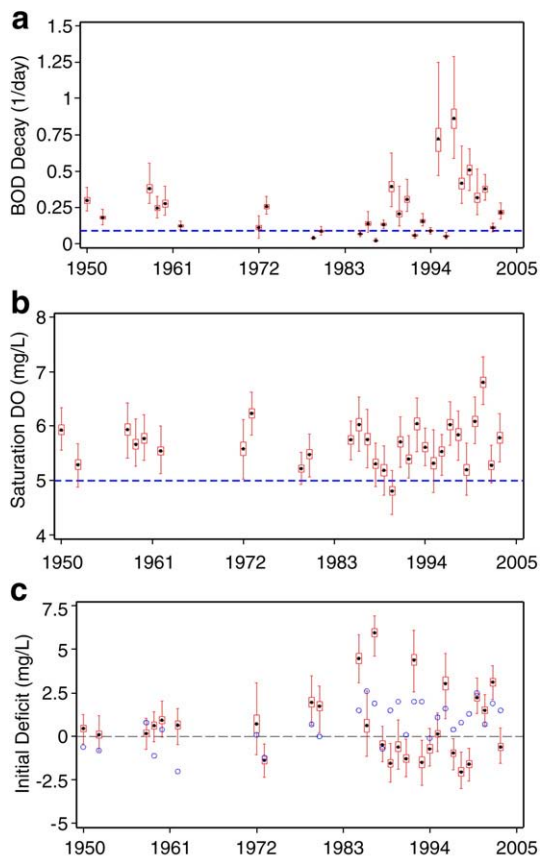 a
BOD Decay (1/day)
1.5
1
0.75
0.5
0.25
0
1950 1961 1972 1983 1994 2005
b
Saturation DO (mg/L)
8
7
6
5
4
1950 1961 1972 1983 1994 2005
c
Initial Deficit (mg/L)
7.5
5
2.5
0
-2.5
-5
1950 1961 1972 1983 1994 2005